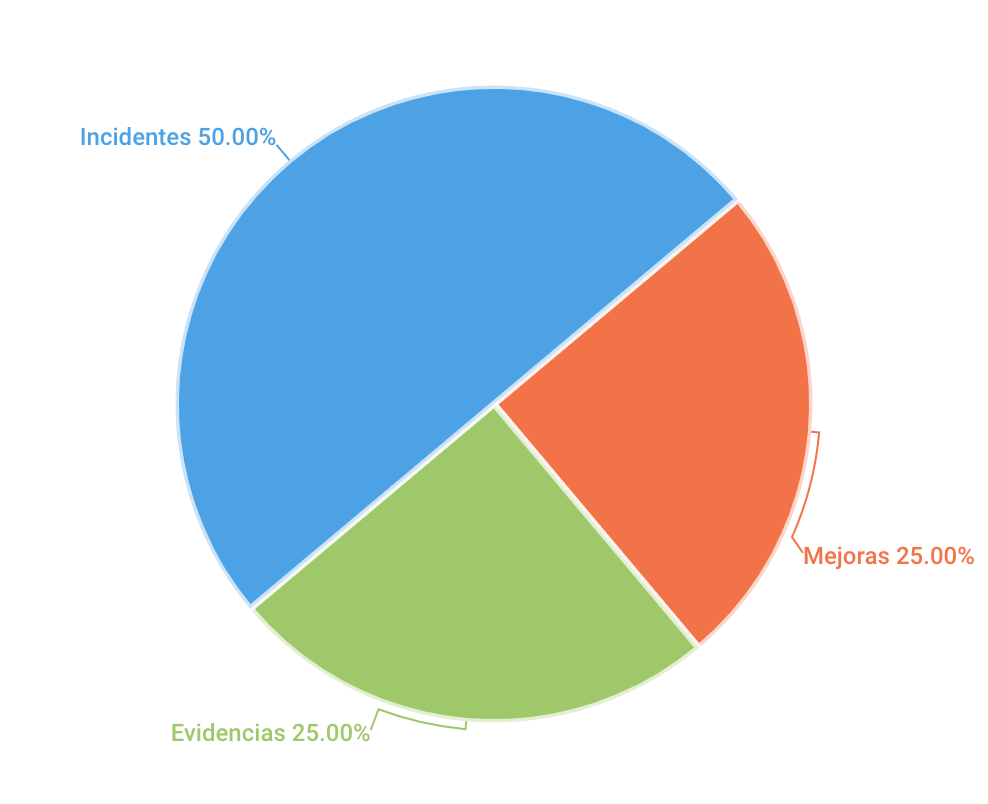 Incidentes 50.00%
Mejoras 25.00%
Evidencias 25.00%